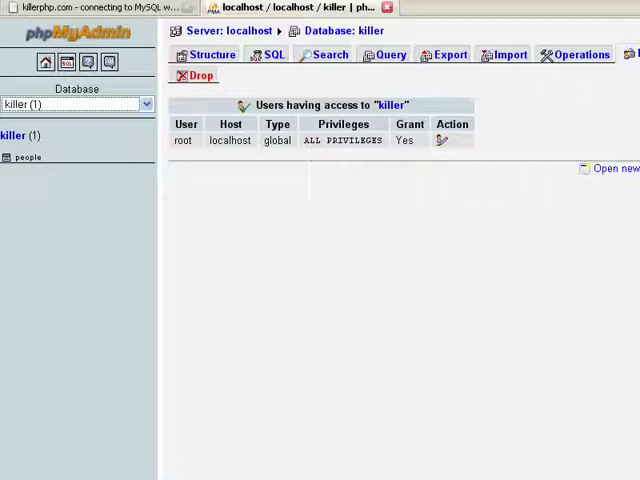 killerphp.com - connecting to MySQL w...
localhost / localhost / killer | ph...
phpMyAdmin
Server: localhost Database: killer
Structure SQL Search Query Export Import Operations
Drop
Database
killer (1)
killer (1)
people
Users having access to "killer"
User Host Type Privileges Grant Action
root localhost global ALL PRIVILEGES Yes
Open new